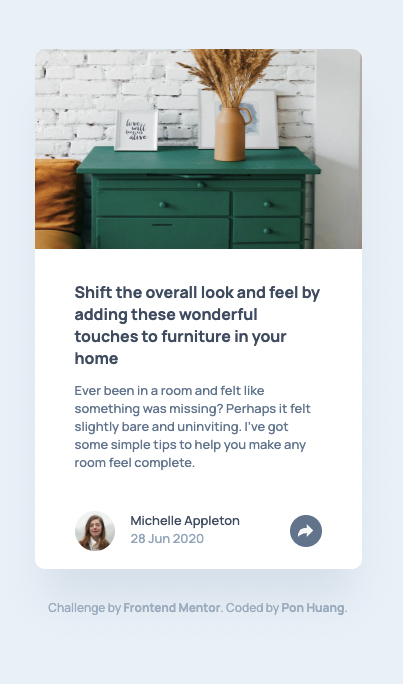 love
will
keep us
alive
Shift the overall look and feel by
adding these wonderful
touches to furniture in your
home
Ever been in a room and felt like
something was missing? Perhaps it felt
slightly bare and uninviting. I’ve got
some simple tips to help you make any
room feel complete.
Michelle Appleton
28 Jun 2020
Challenge by Frontend Mentor. Coded by Pon Huang.